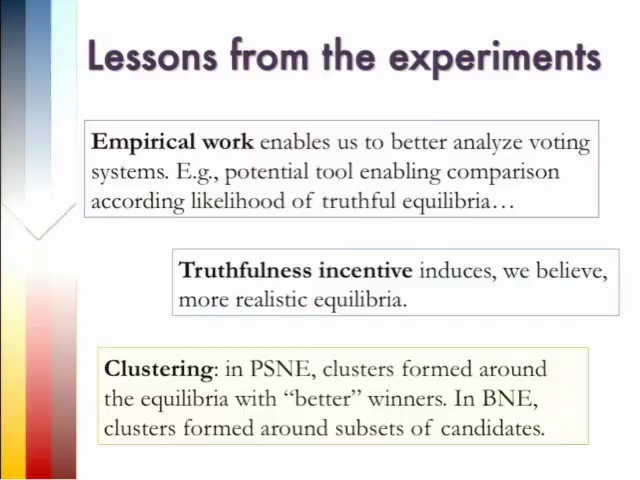 Lessons from the experiments
Empirical work enables us to better analyze voting
systems. E.g., potential tool enabling comparison
according likelihood of truthful equilibria…
Truthfulness incentive induces, we believe,
more realistic equilibria.
Clustering: in PSNE, clusters formed around
the equilibria with “better” winners. In BNE,
clusters formed around subsets of candidates.